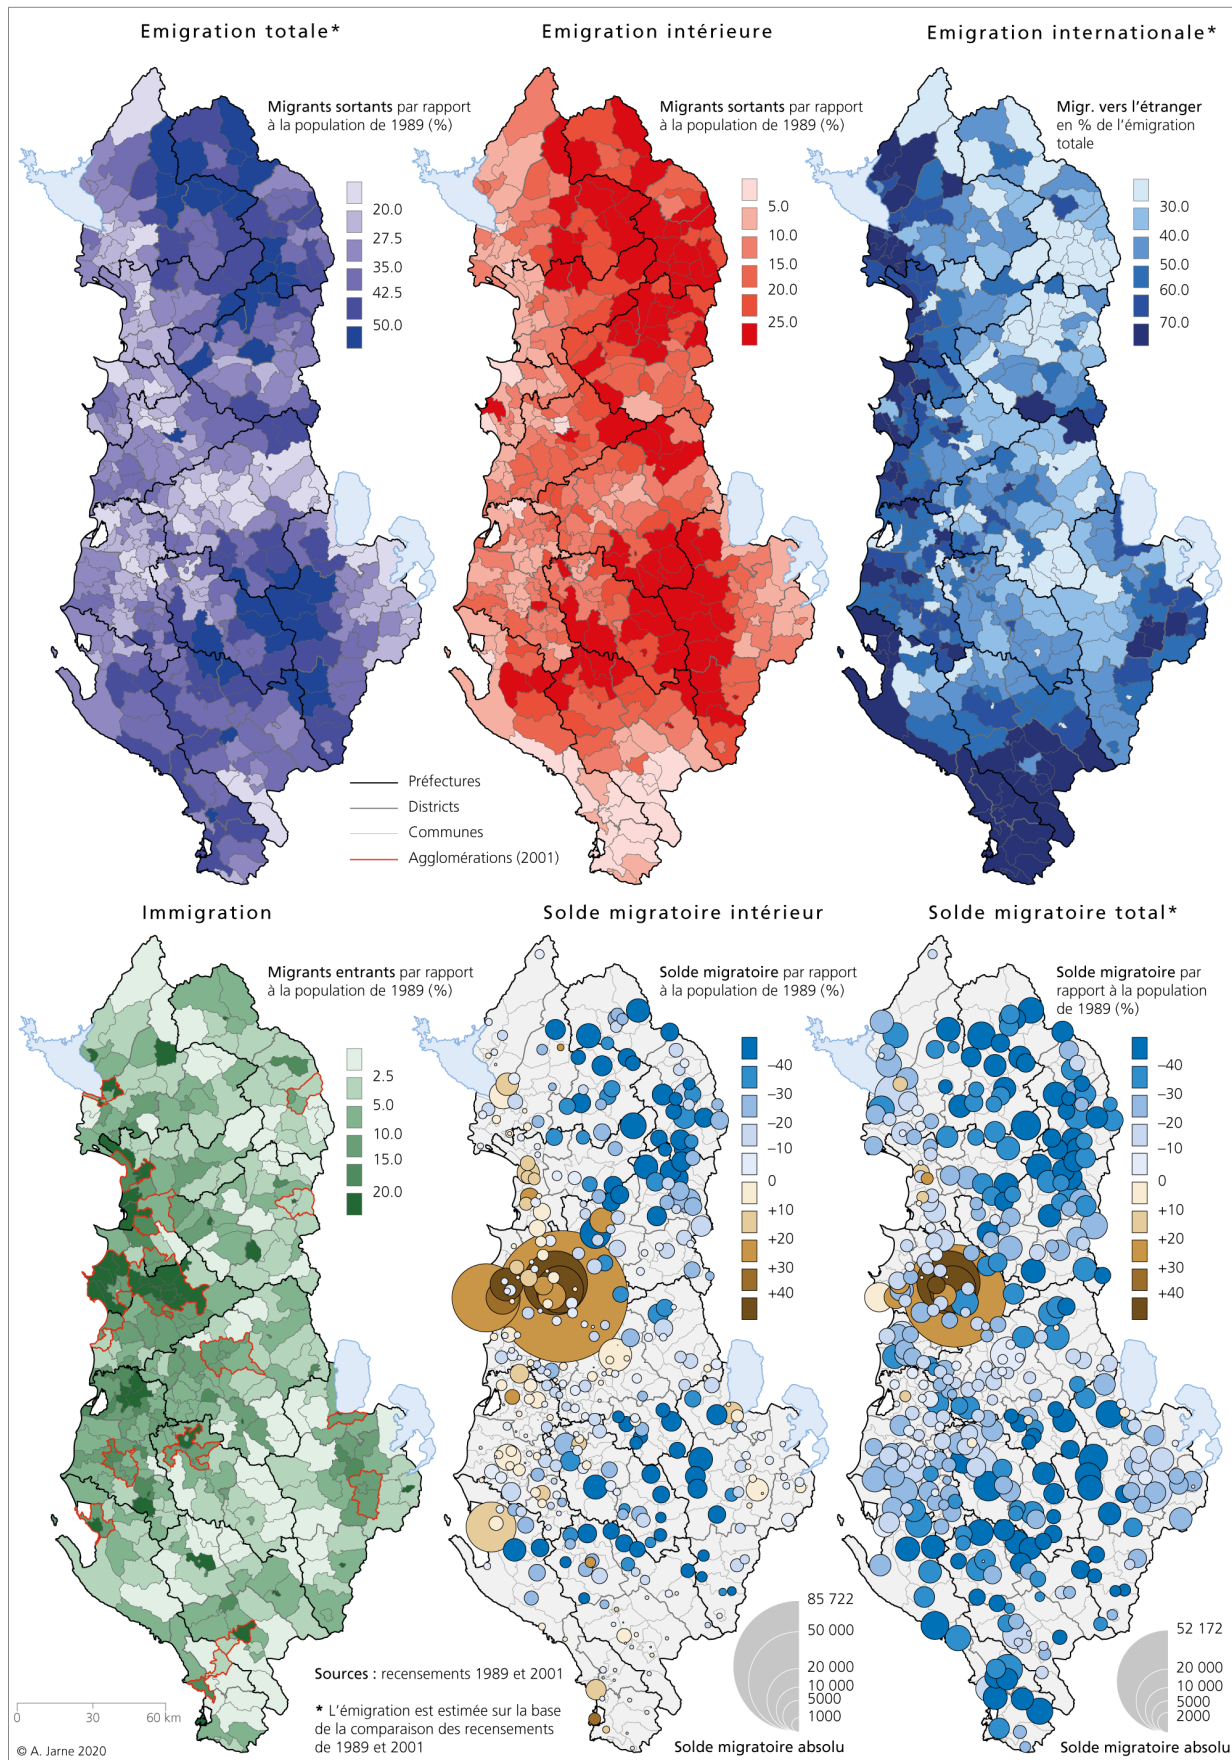 Emigration totale*
Migrants sortants par rapport
à la population de 1989 (%)
20.0
27.5
35.0
42.5
50.0
Emigration intérieure
Migrants sortants par rapport
à la population de 1989 (%)
5.0
10.0
15.0
20.0
25.0
Emigration internationale*
Migr. vers l'étranger
en % de l'émigration
totale
30.0
40.0
50.0
60.0
70.0
Préfectures
Districts
Communes
Agglomérations (2001)
Immigration
Migrants entrants par rapport
à la population de 1989 (%)
2.5
5.0
10.0
15.0
20.0
Solde migratoire intérieur
Solde migratoire par rapport
à la population de 1989 (%)
–40
–30
–20
–10
0
+10
+20
+30
+40
Solde migratoire total*
Solde migratoire par
rapport à la population
de 1989 (%)
–40
–30
–20
–10
0
+10
+20
+30
+40
85 722
50 000
20 000
10 000
5000
1000
Solde migratoire absolu
52 172
20 000
10 000
5000
2000
Solde migratoire absolu
Sources : recensements 1989 et 2001
* L'émigration est estimée sur la base
de la comparaison des recensements
de 1989 et 2001
0 30 60 km
© A. Jarne 2020